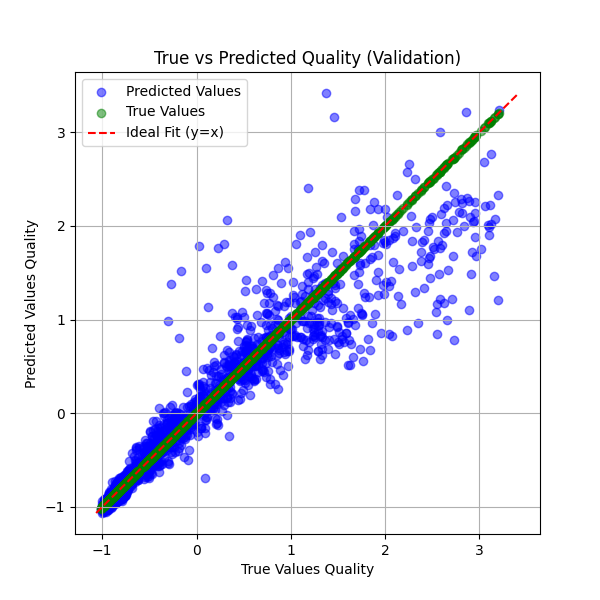 True vs Predicted Quality (Validation)
Predicted Values
True Values
Ideal Fit (y=x)
Predicted Values Quality
3
2
1
0
−1
−1 0 1 2 3
True Values Quality